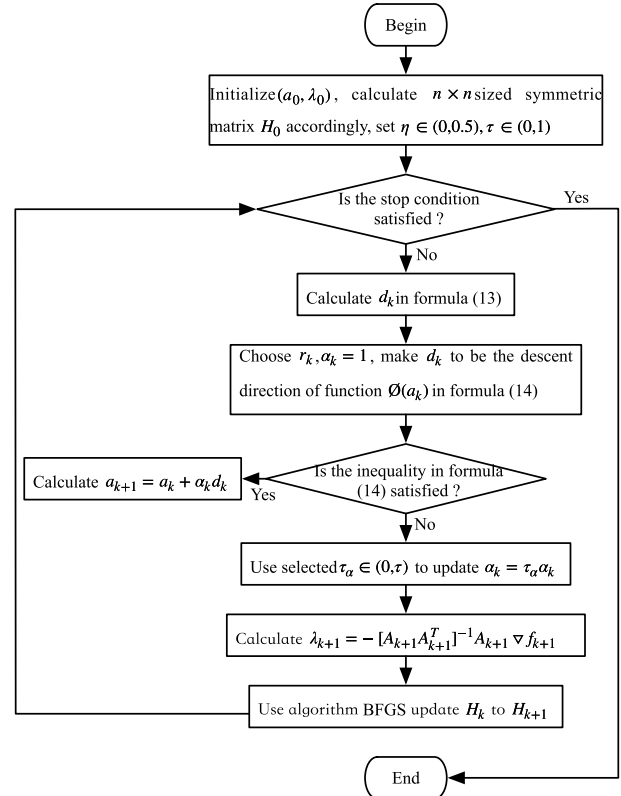 Begin
Initialize(a₀, λ₀), calculate n × n sized symmetric
matrix H₀ accordingly, set η ∈ (0,0.5), τ ∈ (0,1)
Is the stop condition
satisfied ?
Yes
No
Calculate dₖ in formula (13)
Choose rₖ, αₖ = 1, make dₖ to be the descent
direction of function Ø(aₖ) in formula (14)
Is the inequality in formula
(14) satisfied ?
Yes
Calculate aₖ₊₁ = aₖ + αₖdₖ
No
Use selected τ_α ∈ (0,τ) to update αₖ = τ_α αₖ
Calculate λₖ₊₁ = − [Aₖ₊₁Aᵀₖ₊₁]⁻¹Aₖ₊₁ ▽ fₖ₊₁
Use algorithm BFGS update Hₖ to Hₖ₊₁
End